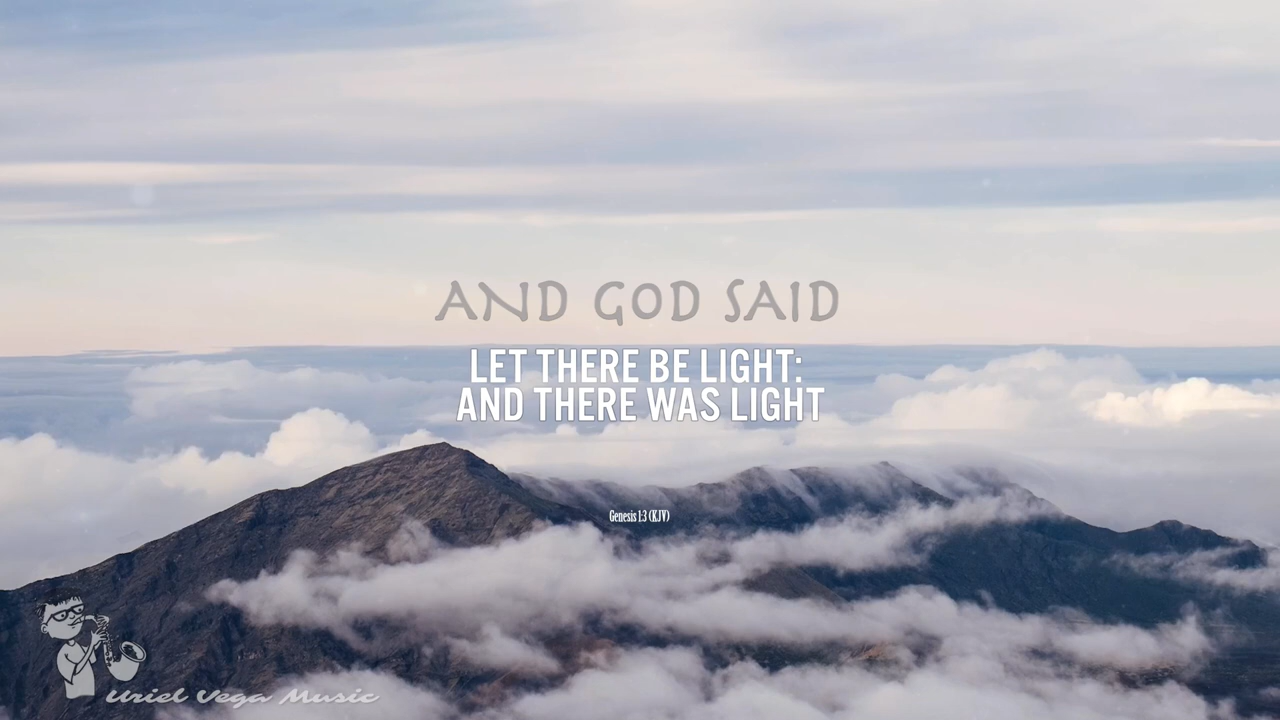 AND GOD SAID
LET THERE BE LIGHT:
AND THERE WAS LIGHT
Genesis 1:3 (KJV)
Uriel Vega Music